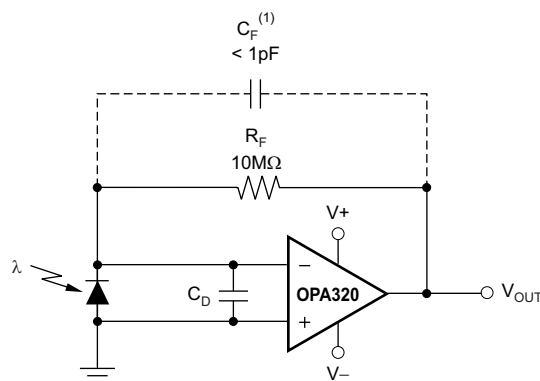 C_F^(1)
< 1pF
R_F
10MΩ
V+
λ
−
C_D
OPA320
V_OUT
+
V−